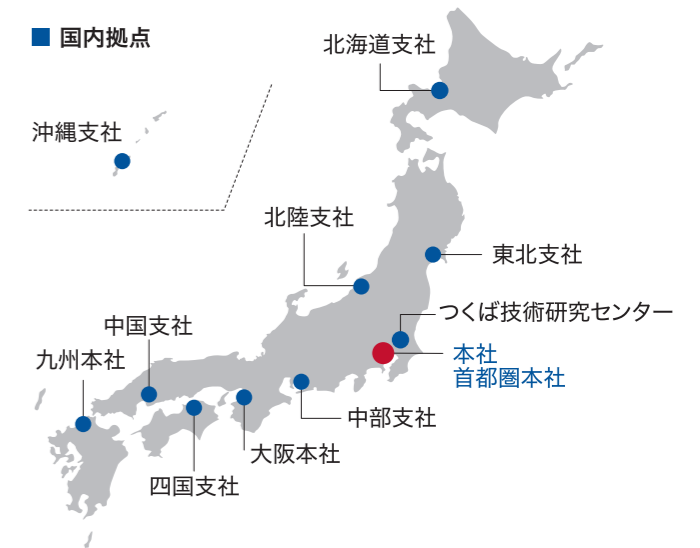 国内拠点
北海道支社
沖縄支社
北陸支社
東北支社
つくば技術研究センター
中国支社
本社
首都圏本社
九州本社
中部支社
大阪本社
四国支社